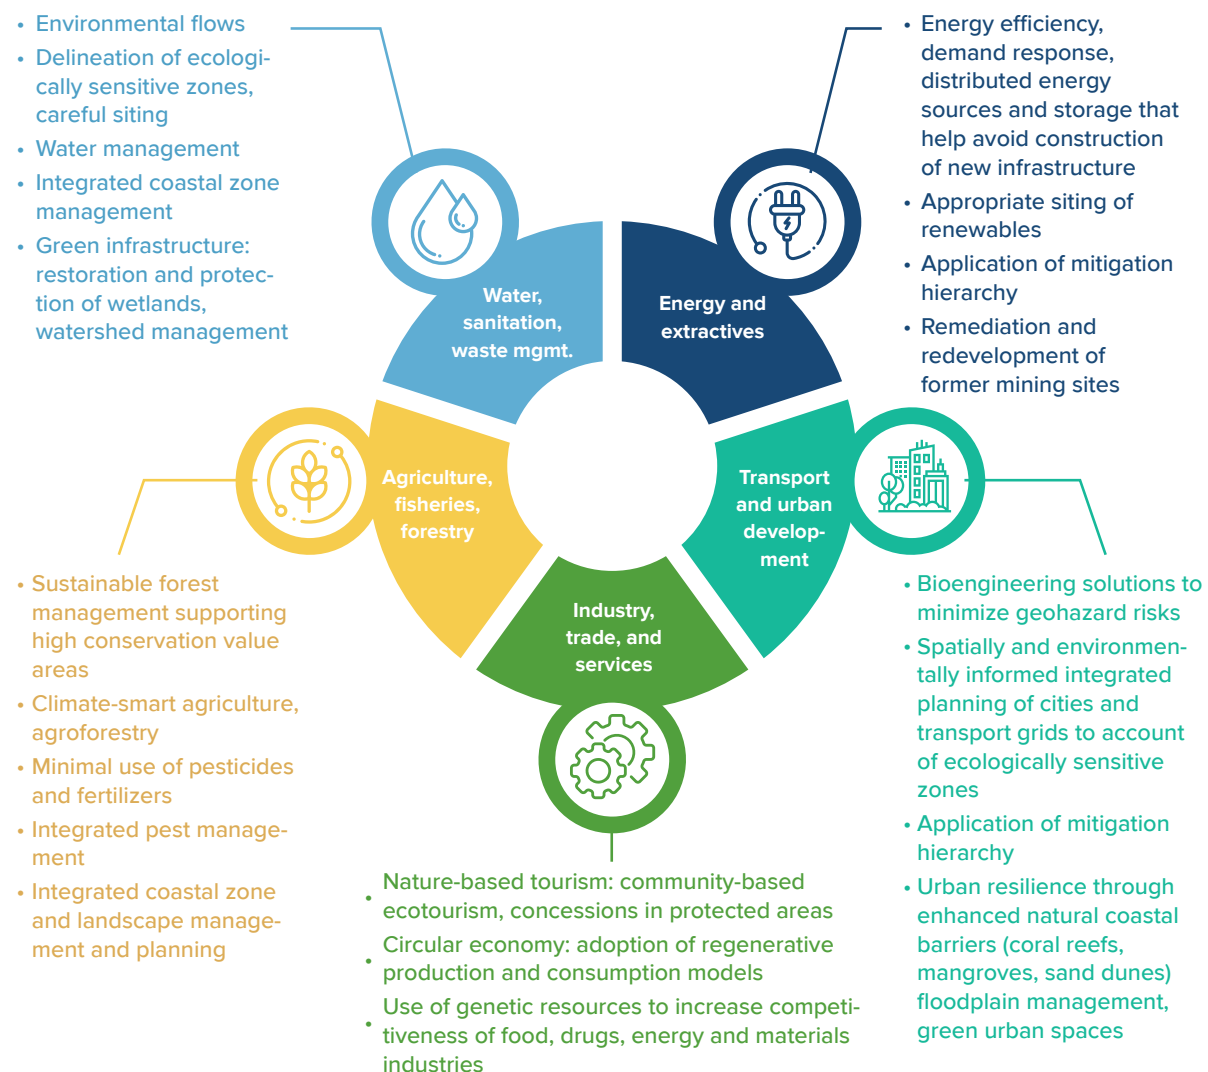 • Environmental flows
• Delineation of ecologi-
cally sensitive zones,
careful siting
• Water management
• Integrated coastal zone
management
• Green infrastructure:
restoration and protec-
tion of wetlands,
watershed management
• Energy efficiency,
demand response,
distributed energy
sources and storage that
help avoid construction
of new infrastructure
• Appropriate siting of
renewables
• Application of mitigation
hierarchy
• Remediation and
redevelopment of
former mining sites
Water,
sanitation,
waste mgmt.
Energy and
extractives
Agriculture,
fisheries,
forestry
Transport
and urban
develop-
ment
Industry,
trade, and
services
• Sustainable forest
management supporting
high conservation value
areas
• Climate-smart agriculture,
agroforestry
• Minimal use of pesticides
and fertilizers
• Integrated pest manage-
ment
• Integrated coastal zone
and landscape manage-
ment and planning
• Nature-based tourism: community-based
ecotourism, concessions in protected areas
• Circular economy: adoption of regenerative
production and consumption models
• Use of genetic resources to increase competi-
tiveness of food, drugs, energy and materials
industries
• Bioengineering solutions to
minimize geohazard risks
• Spatially and environmen-
tally informed integrated
planning of cities and
transport grids to account
of ecologically sensitive
zones
• Application of mitigation
hierarchy
• Urban resilience through
enhanced natural coastal
barriers (coral reefs,
mangroves, sand dunes)
floodplain management,
green urban spaces